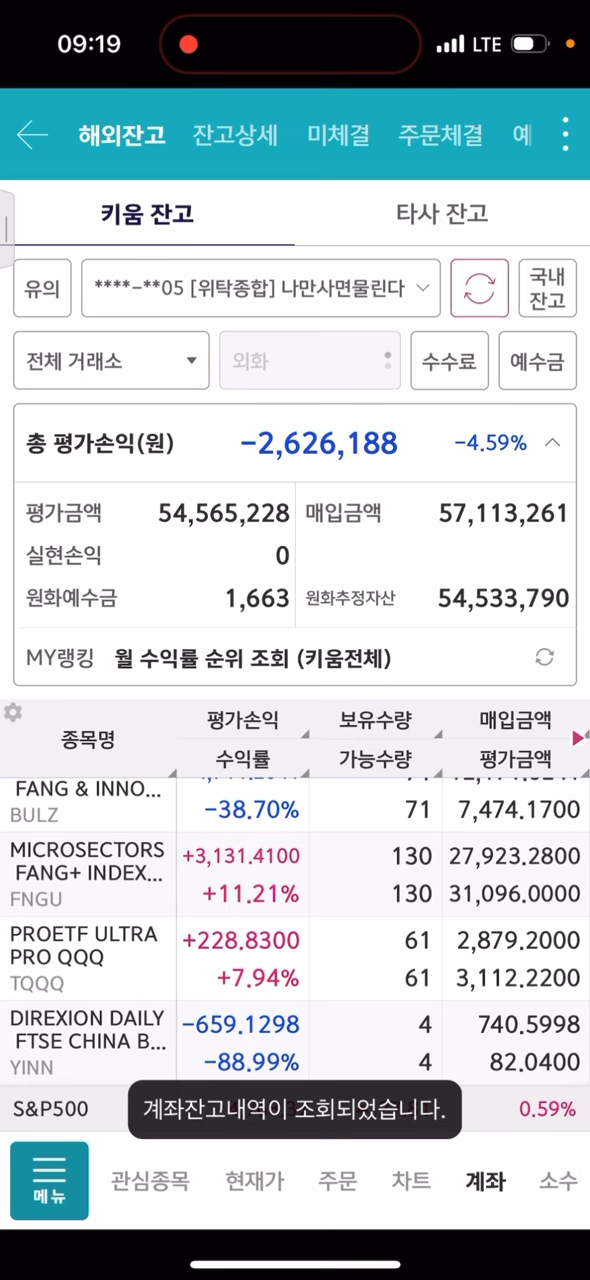 09:19
LTE
해외잔고 잔고상세 미체결 주문체결 예
키움 잔고 타사 잔고
유의 ****-**05 [위탁종합] 나만사면물린다 국내 잔고
전체 거래소 외화 수수료 예수금
총 평가손익(원) -2,626,188 -4.59%
평가금액 54,565,228 매입금액 57,113,261
실현손익 0
원화예수금 1,663 원화추정자산 54,533,790
MY랭킹 월 수익률 순위 조회 (키움전체)
종목명 평가손익 보유수량 매입금액
수익률 가능수량 평가금액
FANG & INNO...
BULZ -38.70% 71 7,474.1700
MICROSECTORS +3,131.4100 130 27,923.2800
FANG+ INDEX... +11.21% 130 31,096.0000
FNGU
PROETF ULTRA +228.8300 61 2,879.2000
PRO QQQ +7.94% 61 3,112.2200
TQQQ
DIREXION DAILY -659.1298 4 740.5998
FTSE CHINA B... -88.99% 4 82.0400
YINN
S&P500 0.59%
계좌잔고내역이 조회되었습니다.
메뉴 관심종목 현재가 주문 차트 계좌 소수